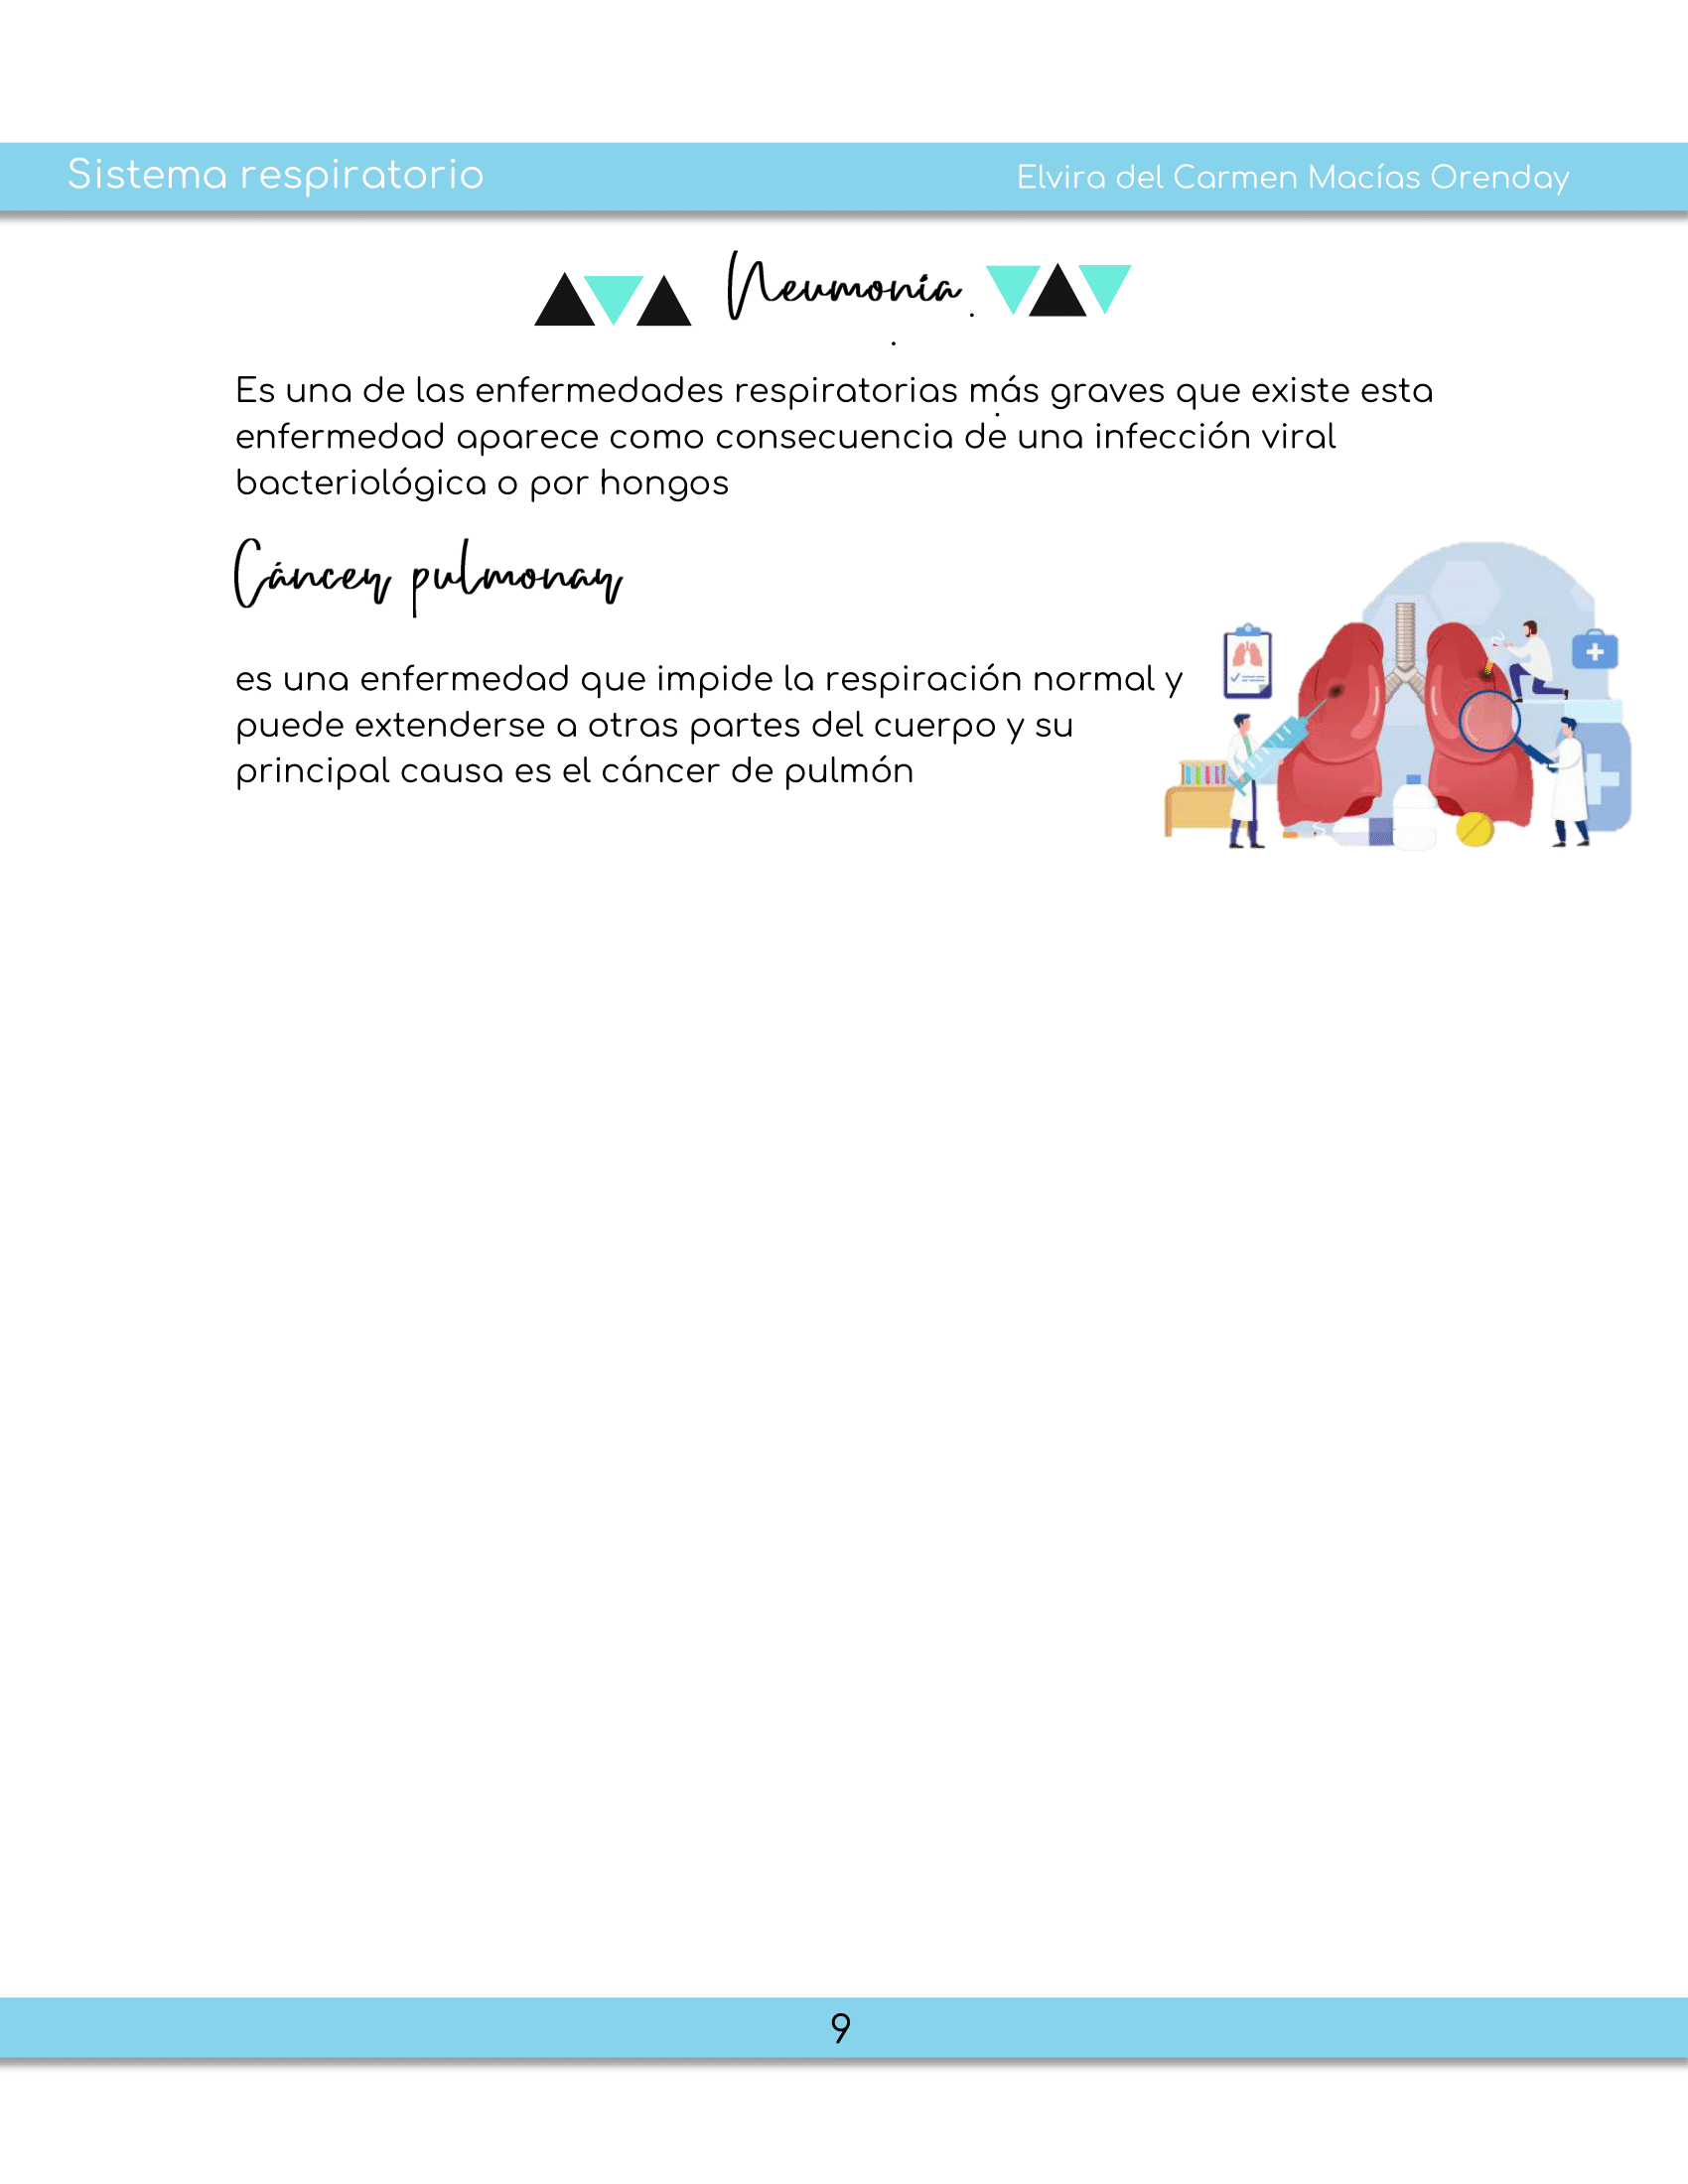 Sistema respiratorio
Elvira del Carmen Macías Orenday
Neumonía
Es una de las enfermedades respiratorias más graves que existe esta
enfermedad aparece como consecuencia de una infección viral
bacteriológica o por hongos
Cáncer pulmonar
es una enfermedad que impide la respiración normal y
puede extenderse a otras partes del cuerpo y su
principal causa es el cáncer de pulmón
9